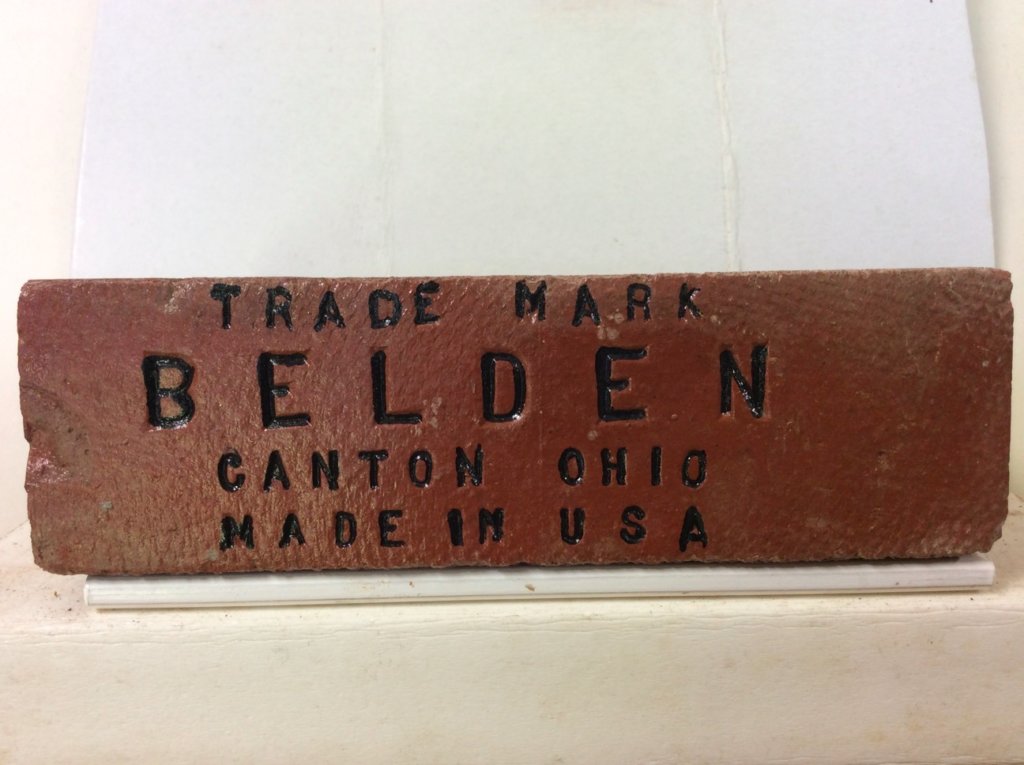 TRADE MARK
BELDEN
CANTON OHIO
MADE IN USA